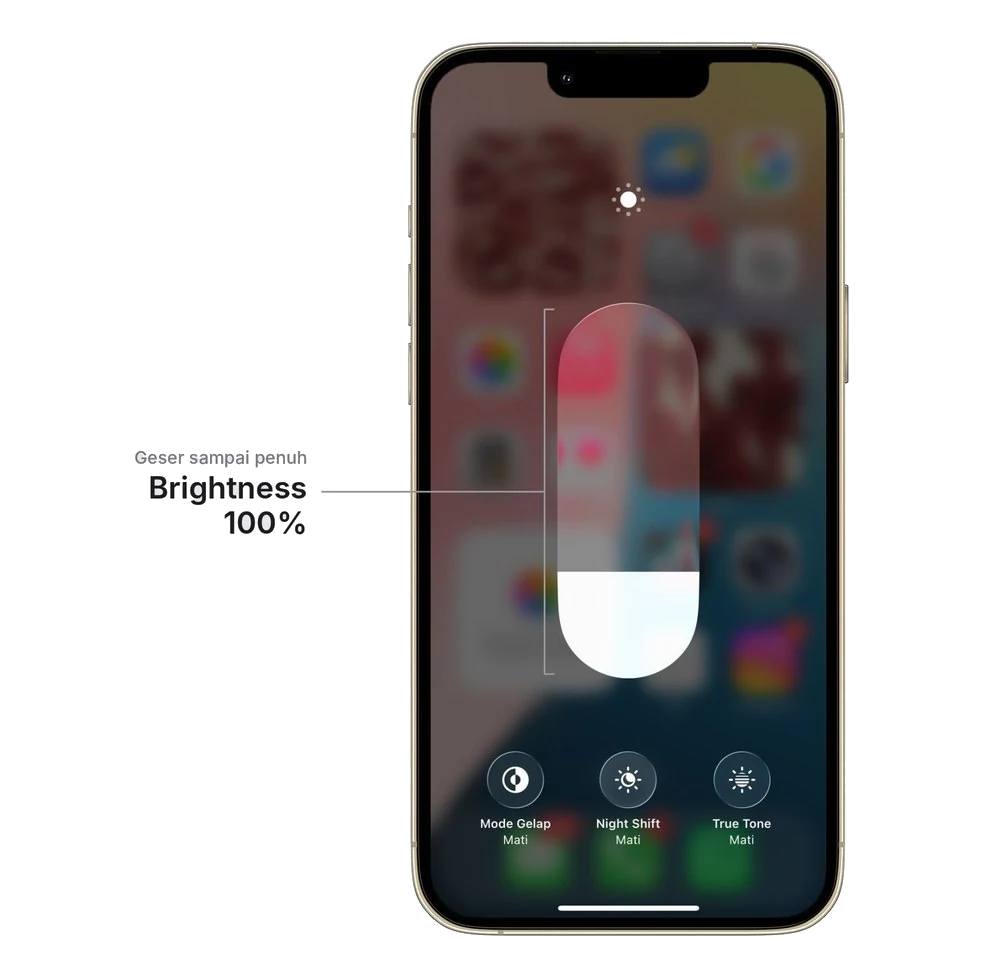 Geser sampai penuh
Brightness
100%
Mode Gelap
Mati
Night Shift
Mati
True Tone
Mati